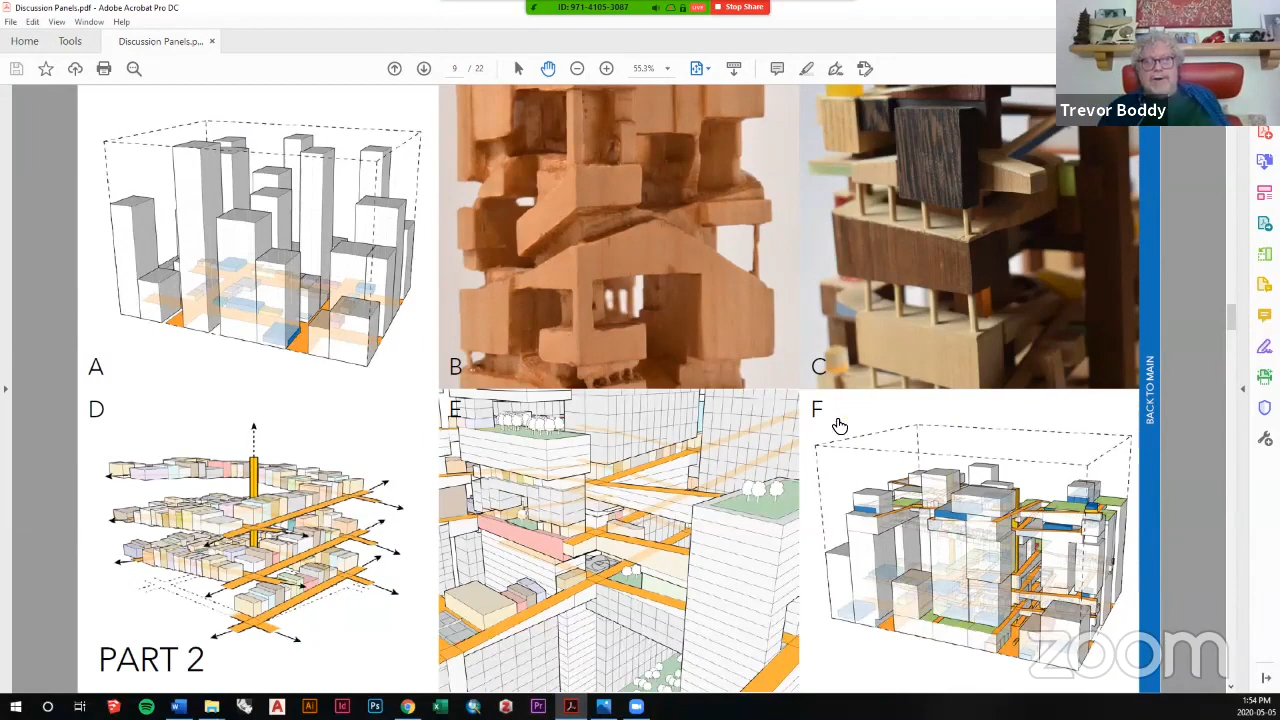 Discussion Panels.pdf - Adobe Acrobat Pro DC
File Edit View Window Help
ID: 971-4105-3087
LIVE
Stop Share
Home Tools Discussion Panels.p...
9 22
55.3%
Trevor Boddy
A
B
C
D
E
F
PART 2
BACK TO MAIN
zoom
1:54 PM
2020-05-05